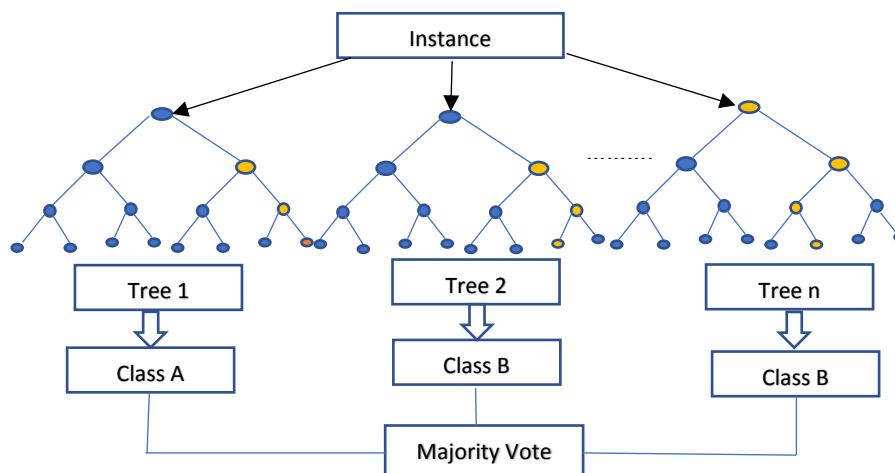 Instance
Tree 1
Tree 2
Tree n
Class A
Class B
Class B
Majority Vote